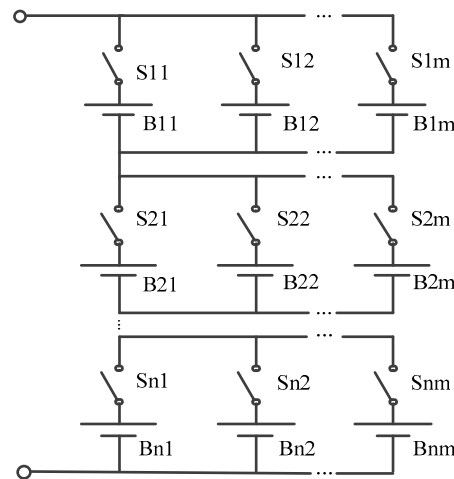 ...
S11 S12 S1m
B11 B12 B1m
...
...
S21 S22 S2m
B21 B22 B2m
...
...
Sn1 Sn2 Snm
Bn1 Bn2 Bnm
...